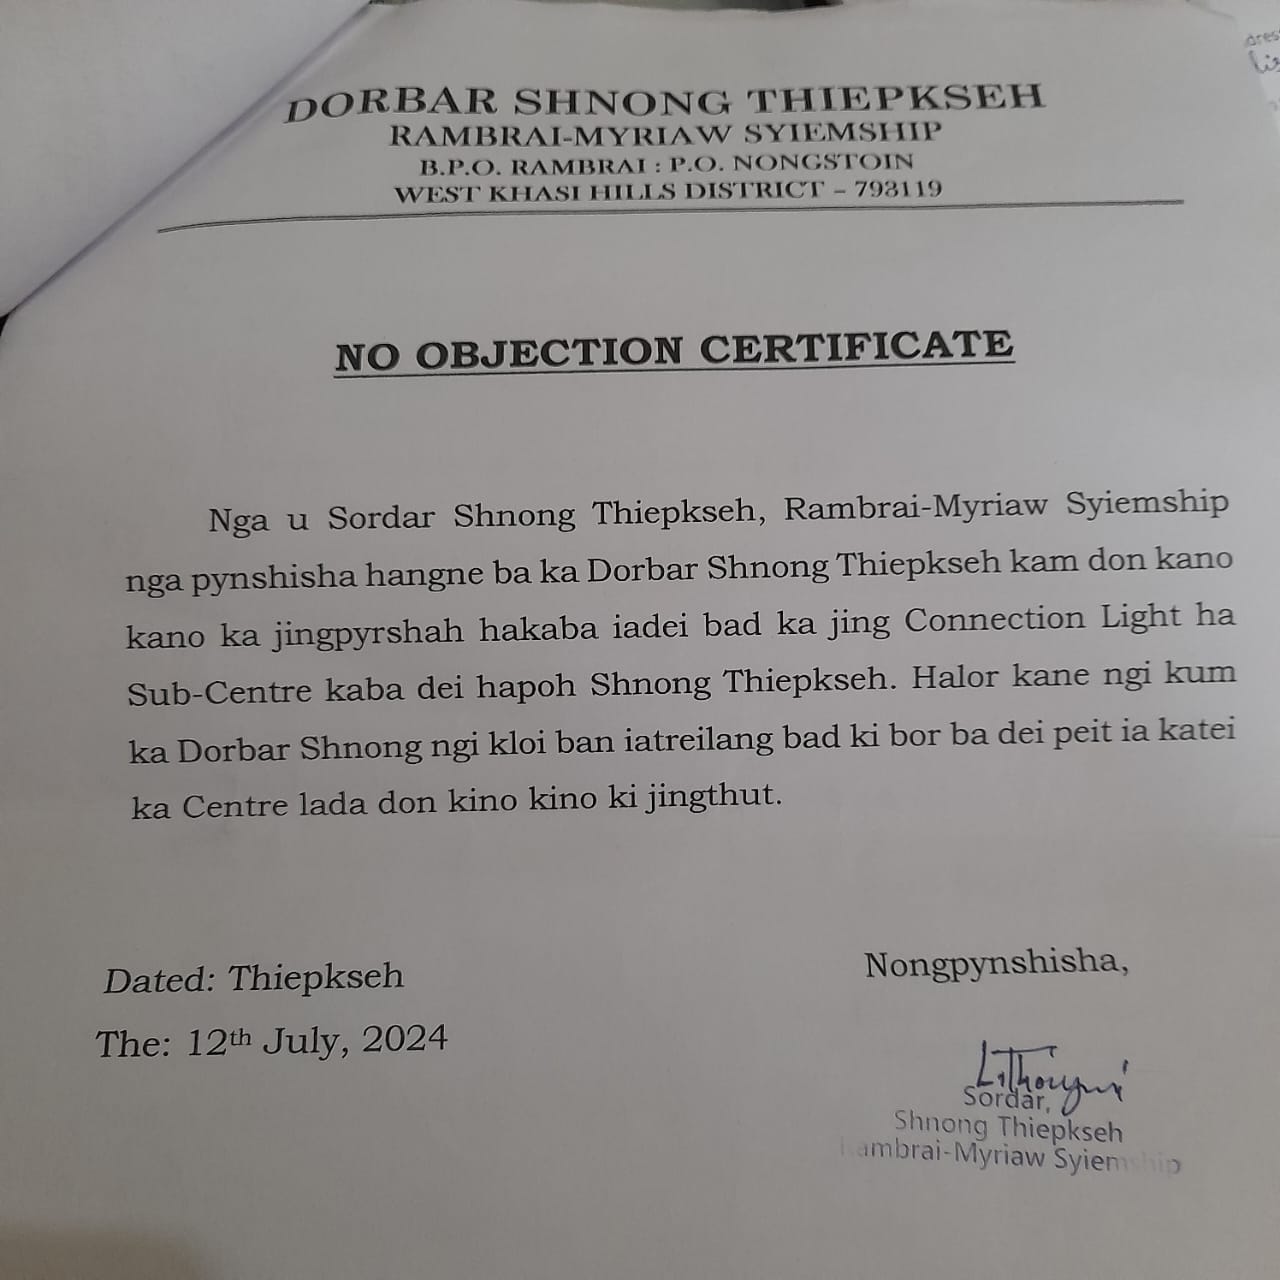 DORBAR SHNONG THIEPKSEH
RAMBRAI-MYRIAW SYIEMSHIP
B.P.O. RAMBRAI : P.O. NONGSTOIN
WEST KHASI HILLS DISTRICT – 793119
NO OBJECTION CERTIFICATE
Nga u Sordar Shnong Thiepkseh, Rambrai-Myriaw Syiemship
nga pynshisha hangne ba ka Dorbar Shnong Thiepkseh kam don kano
kano ka jingpyrshah hakaba iadei bad ka jing Connection Light ha
Sub-Centre kaba dei hapoh Shnong Thiepkseh. Halor kane ngi kum
ka Dorbar Shnong ngi kloi ban iatreilang bad ki bor ba dei peit ia katei
ka Centre lada don kino kino ki jingthut.
Dated: Thiepkseh
The: 12th July, 2024
Nongpynshisha,
Sordar,
Shnong Thiepkseh
Rambrai-Myriaw Syiemship